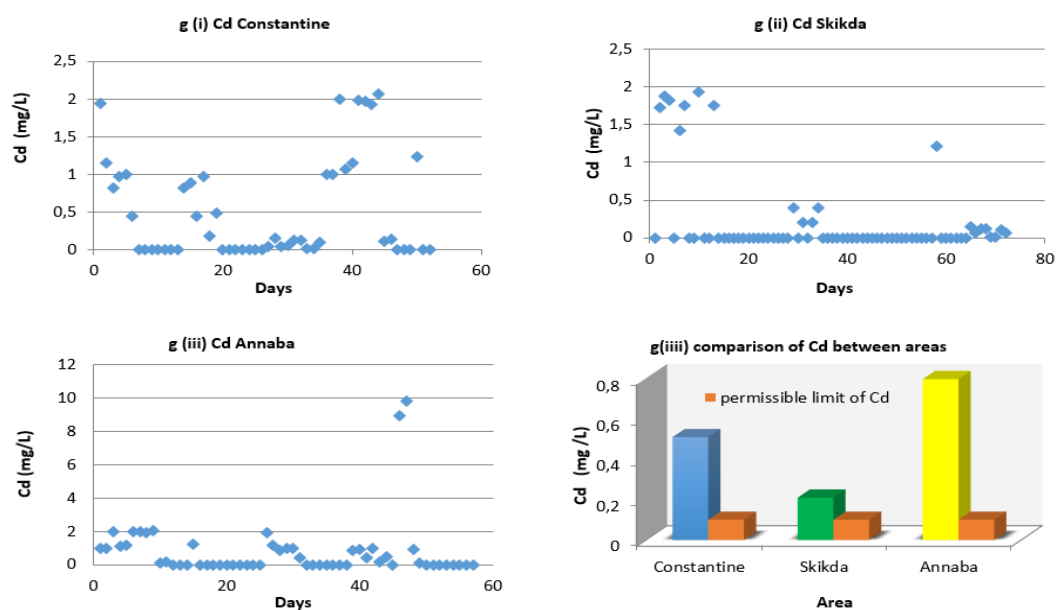 g (i) Cd Constantine
2,5
2
1,5
1
0,5
0
Cd (mg/L)
0 20 40 60
Days
g (ii) Cd Skikda
2,5
2
1,5
1
0,5
0
Cd (mg/L)
0 20 40 60 80
Days
g (iii) Cd Annaba
12
10
8
6
4
2
0
Cd (mg/L)
0 20 40 60
Days
g(iiii) comparison of Cd between areas
0,8
0,6
0,4
0,2
0
Cd (mg /L)
permissible limit of Cd
Constantine Skikda Annaba
Area